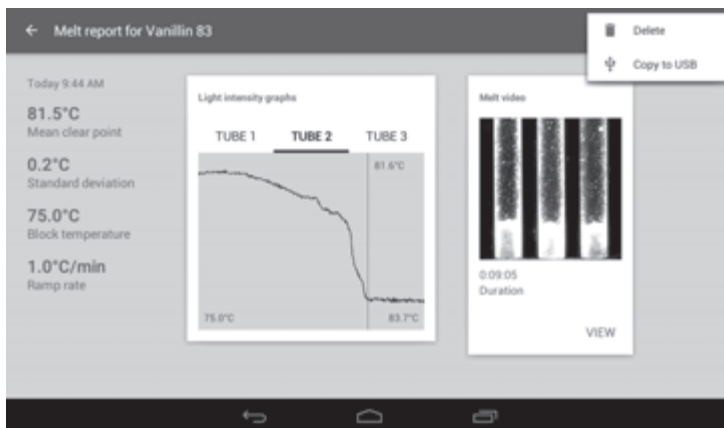 Melt report for Vanillin 83
Delete
Copy to USB
Today 9:44 AM
81.5°C
Mean clear point
0.2°C
Standard deviation
75.0°C
Block temperature
1.0°C/min
Ramp rate
Light intensity graphs
TUBE 1 TUBE 2 TUBE 3
81.6°C
75.0°C 83.7°C
Melt video
0:09:05
Duration
VIEW